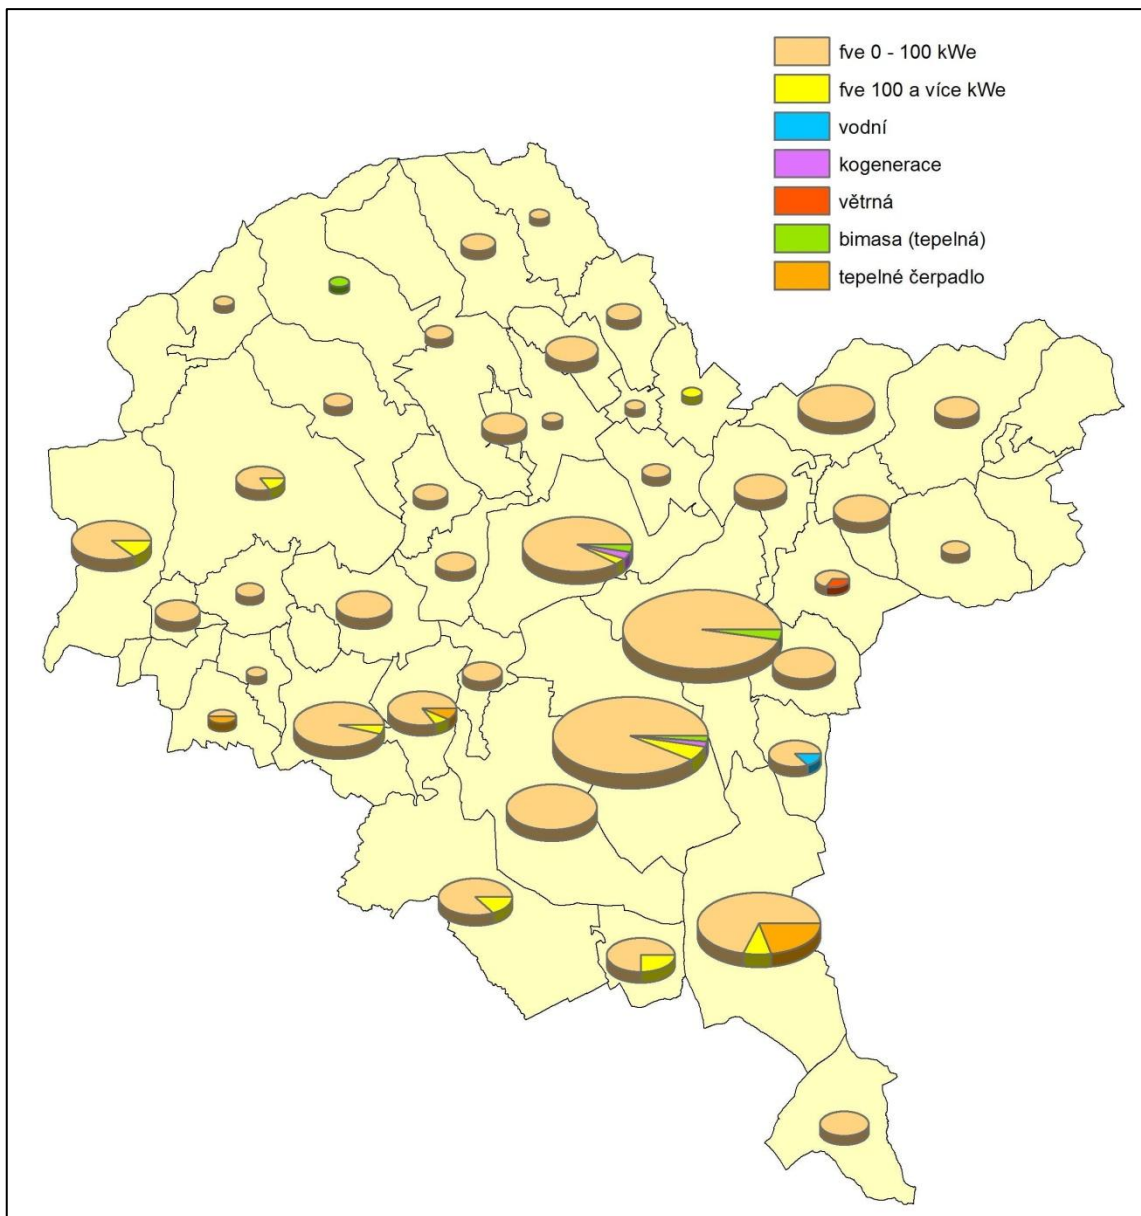 fve 0 - 100 kWe
fve 100 a více kWe
vodní
kogenerace
větrná
bimasa (tepelná)
tepelné čerpadlo